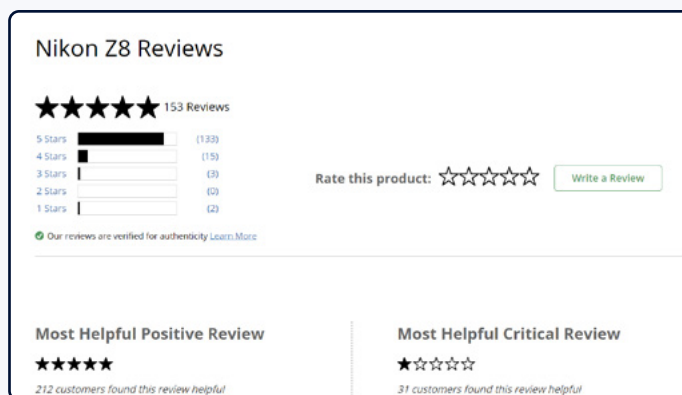 Nikon Z8 Reviews
153 Reviews
5 Stars (133)
4 Stars (15)
3 Stars (3)
2 Stars (0)
1 Stars (2)
Rate this product: Write a Review
Our reviews are verified for authenticity Learn More
Most Helpful Positive Review
212 customers found this review helpful
Most Helpful Critical Review
31 customers found this review helpful